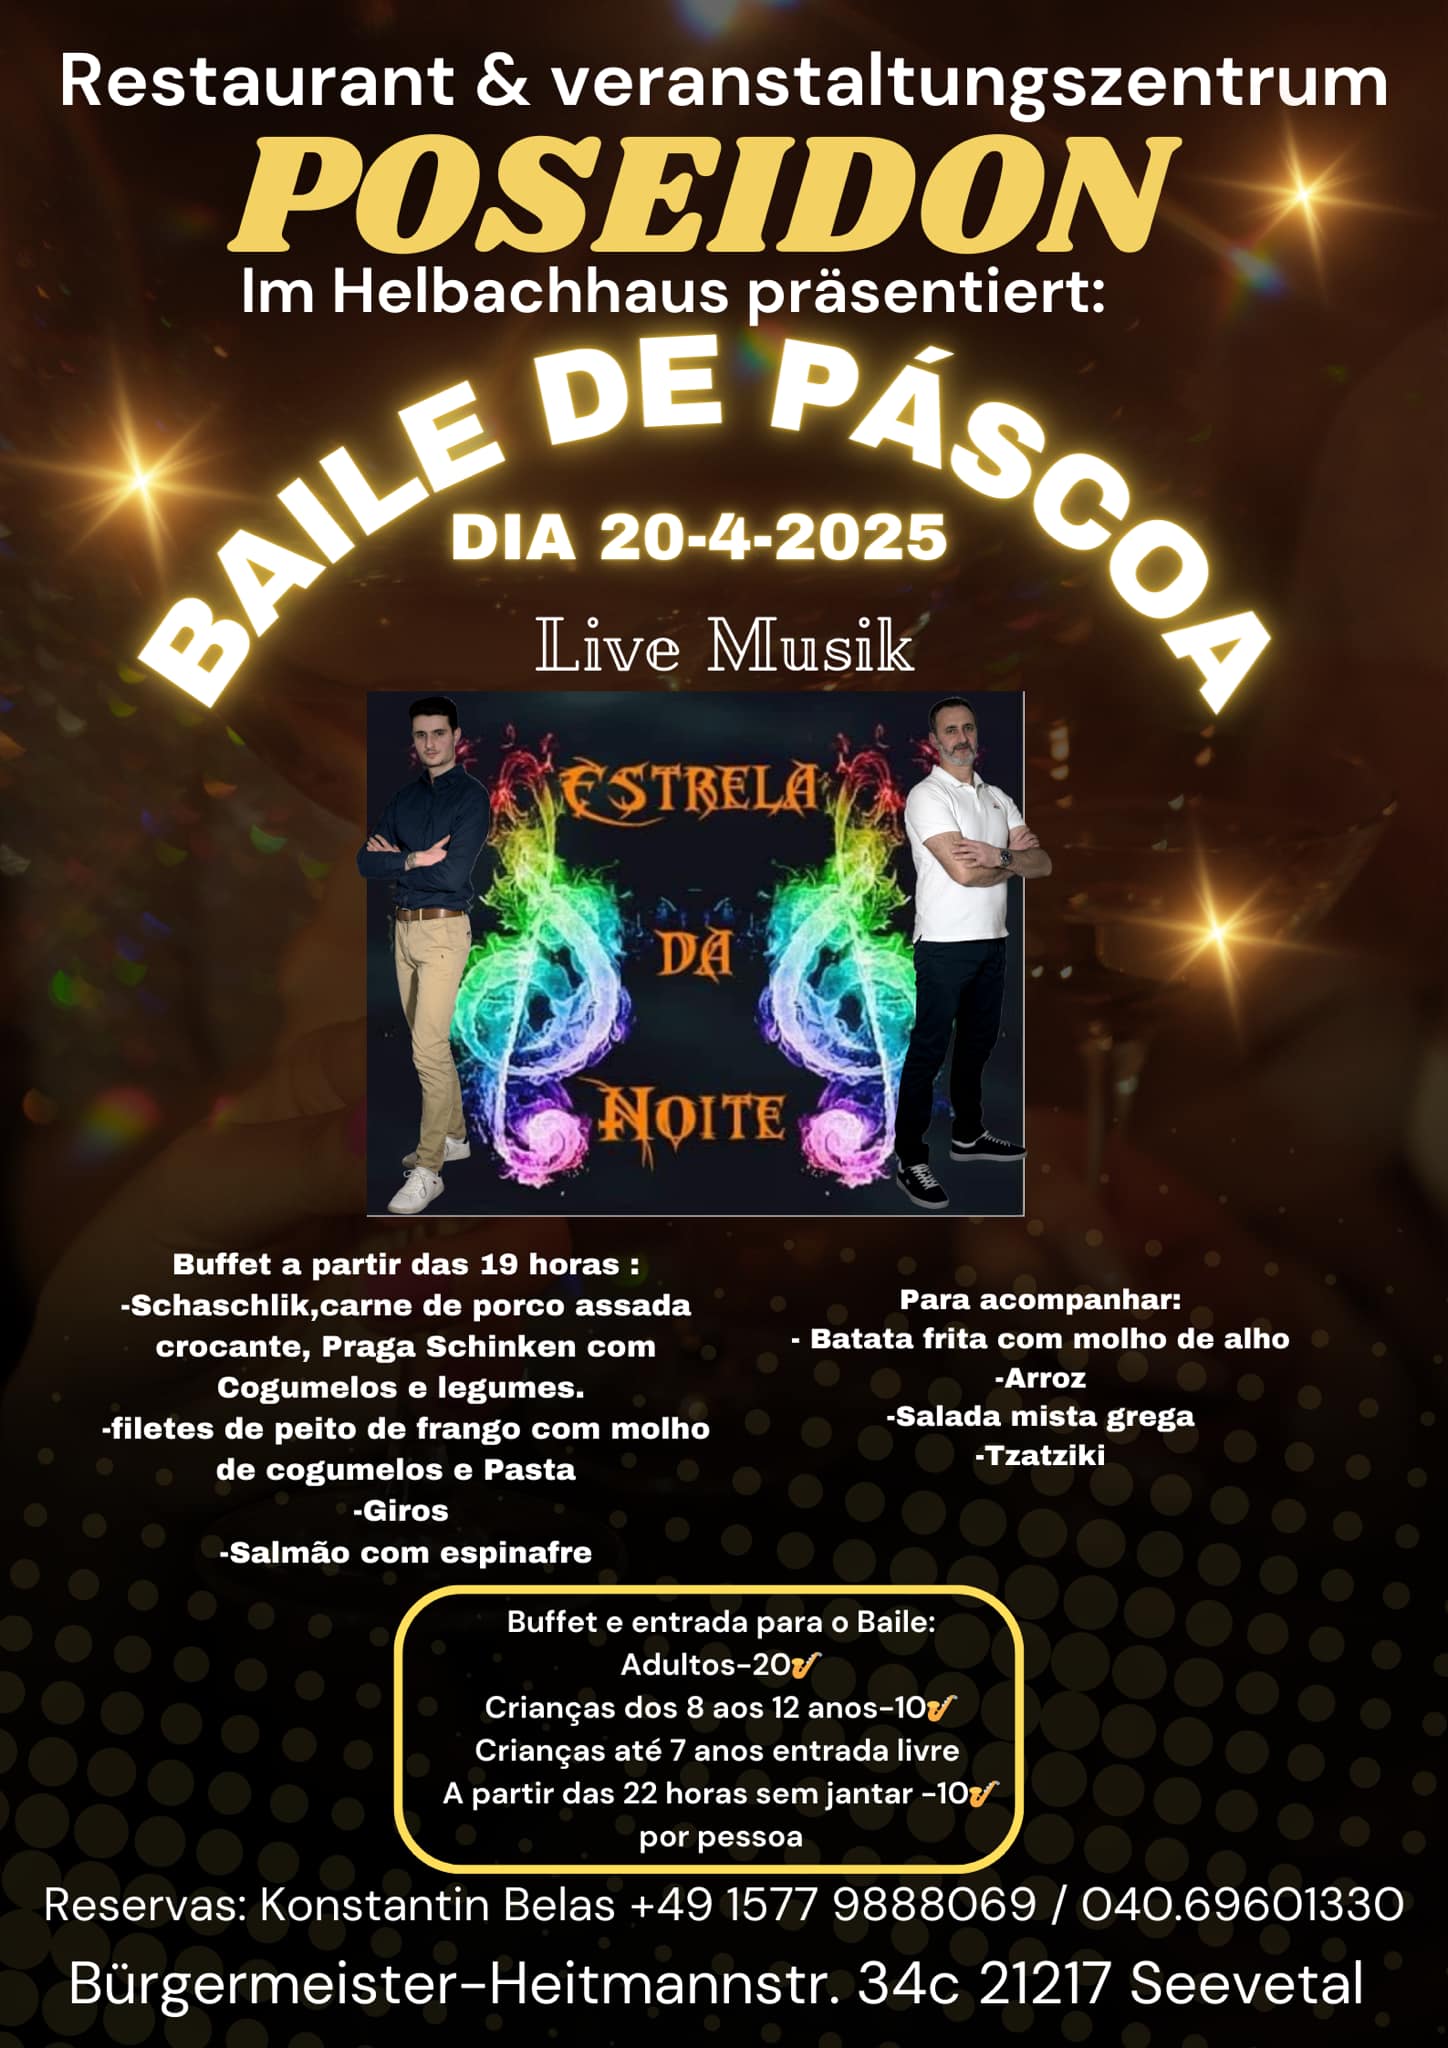 Restaurant & veranstaltungszentrum
POSEIDON
Im Helbachhaus präsentiert:
BAILE DE PÁSCOA
DIA 20-4-2025
Live Musik
ESTRELA
DA
NOITE
Buffet a partir das 19 horas :
-Schaschlik,carne de porco assada
crocante, Praga Schinken com
Cogumelos e legumes.
-filetes de peito de frango com molho
de cogumelos e Pasta
-Giros
-Salmão com espinafre
Para acompanhar:
- Batata frita com molho de alho
-Arroz
-Salada mista grega
-Tzatziki
Buffet e entrada para o Baile:
Adultos-20🎷
Crianças dos 8 aos 12 anos-10🎷
Crianças até 7 anos entrada livre
A partir das 22 horas sem jantar -10🎷
por pessoa
Reservas: Konstantin Belas +49 1577 9888069 / 040.69601330
Bürgermeister-Heitmannstr. 34c 21217 Seevetal